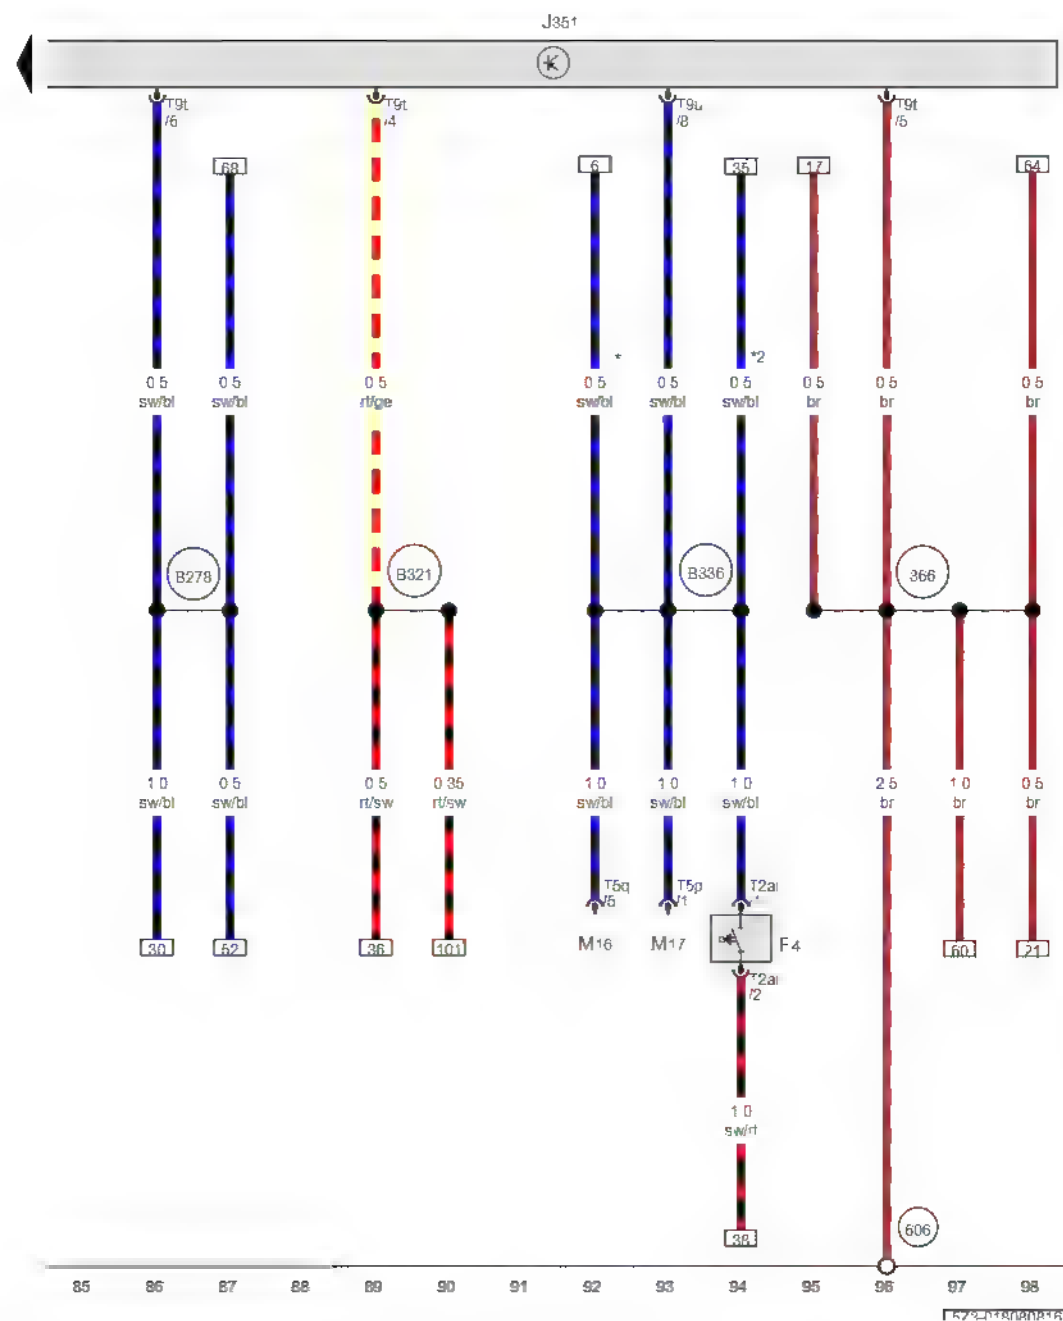 J351
K
T9t T9t T9u T9t
/6 /4 /8 /5
68 6 35 17 64
* *2
0 5 0 5 0 5 0 5 0 5 0 5 0 5 0 5 0 5
sw/bl sw/bl rt/ge sw/bl sw/bl sw/bl br br br
B278 B321 B336 366
1 0 0 5 0 5 0 35 1 0 1 0 1 0 2 5 1 0 0 5
sw/bl sw/bl rt/sw rt/sw sw/bl sw/bl sw/bl br br br
T5q T5p T2ai
/5 /1
30 52 36 101 M16 M17 F4 60 21
T2ai
/2
1 0
sw/rt
38
606
85 86 87 88 89 90 91 92 93 94 95 96 97 98